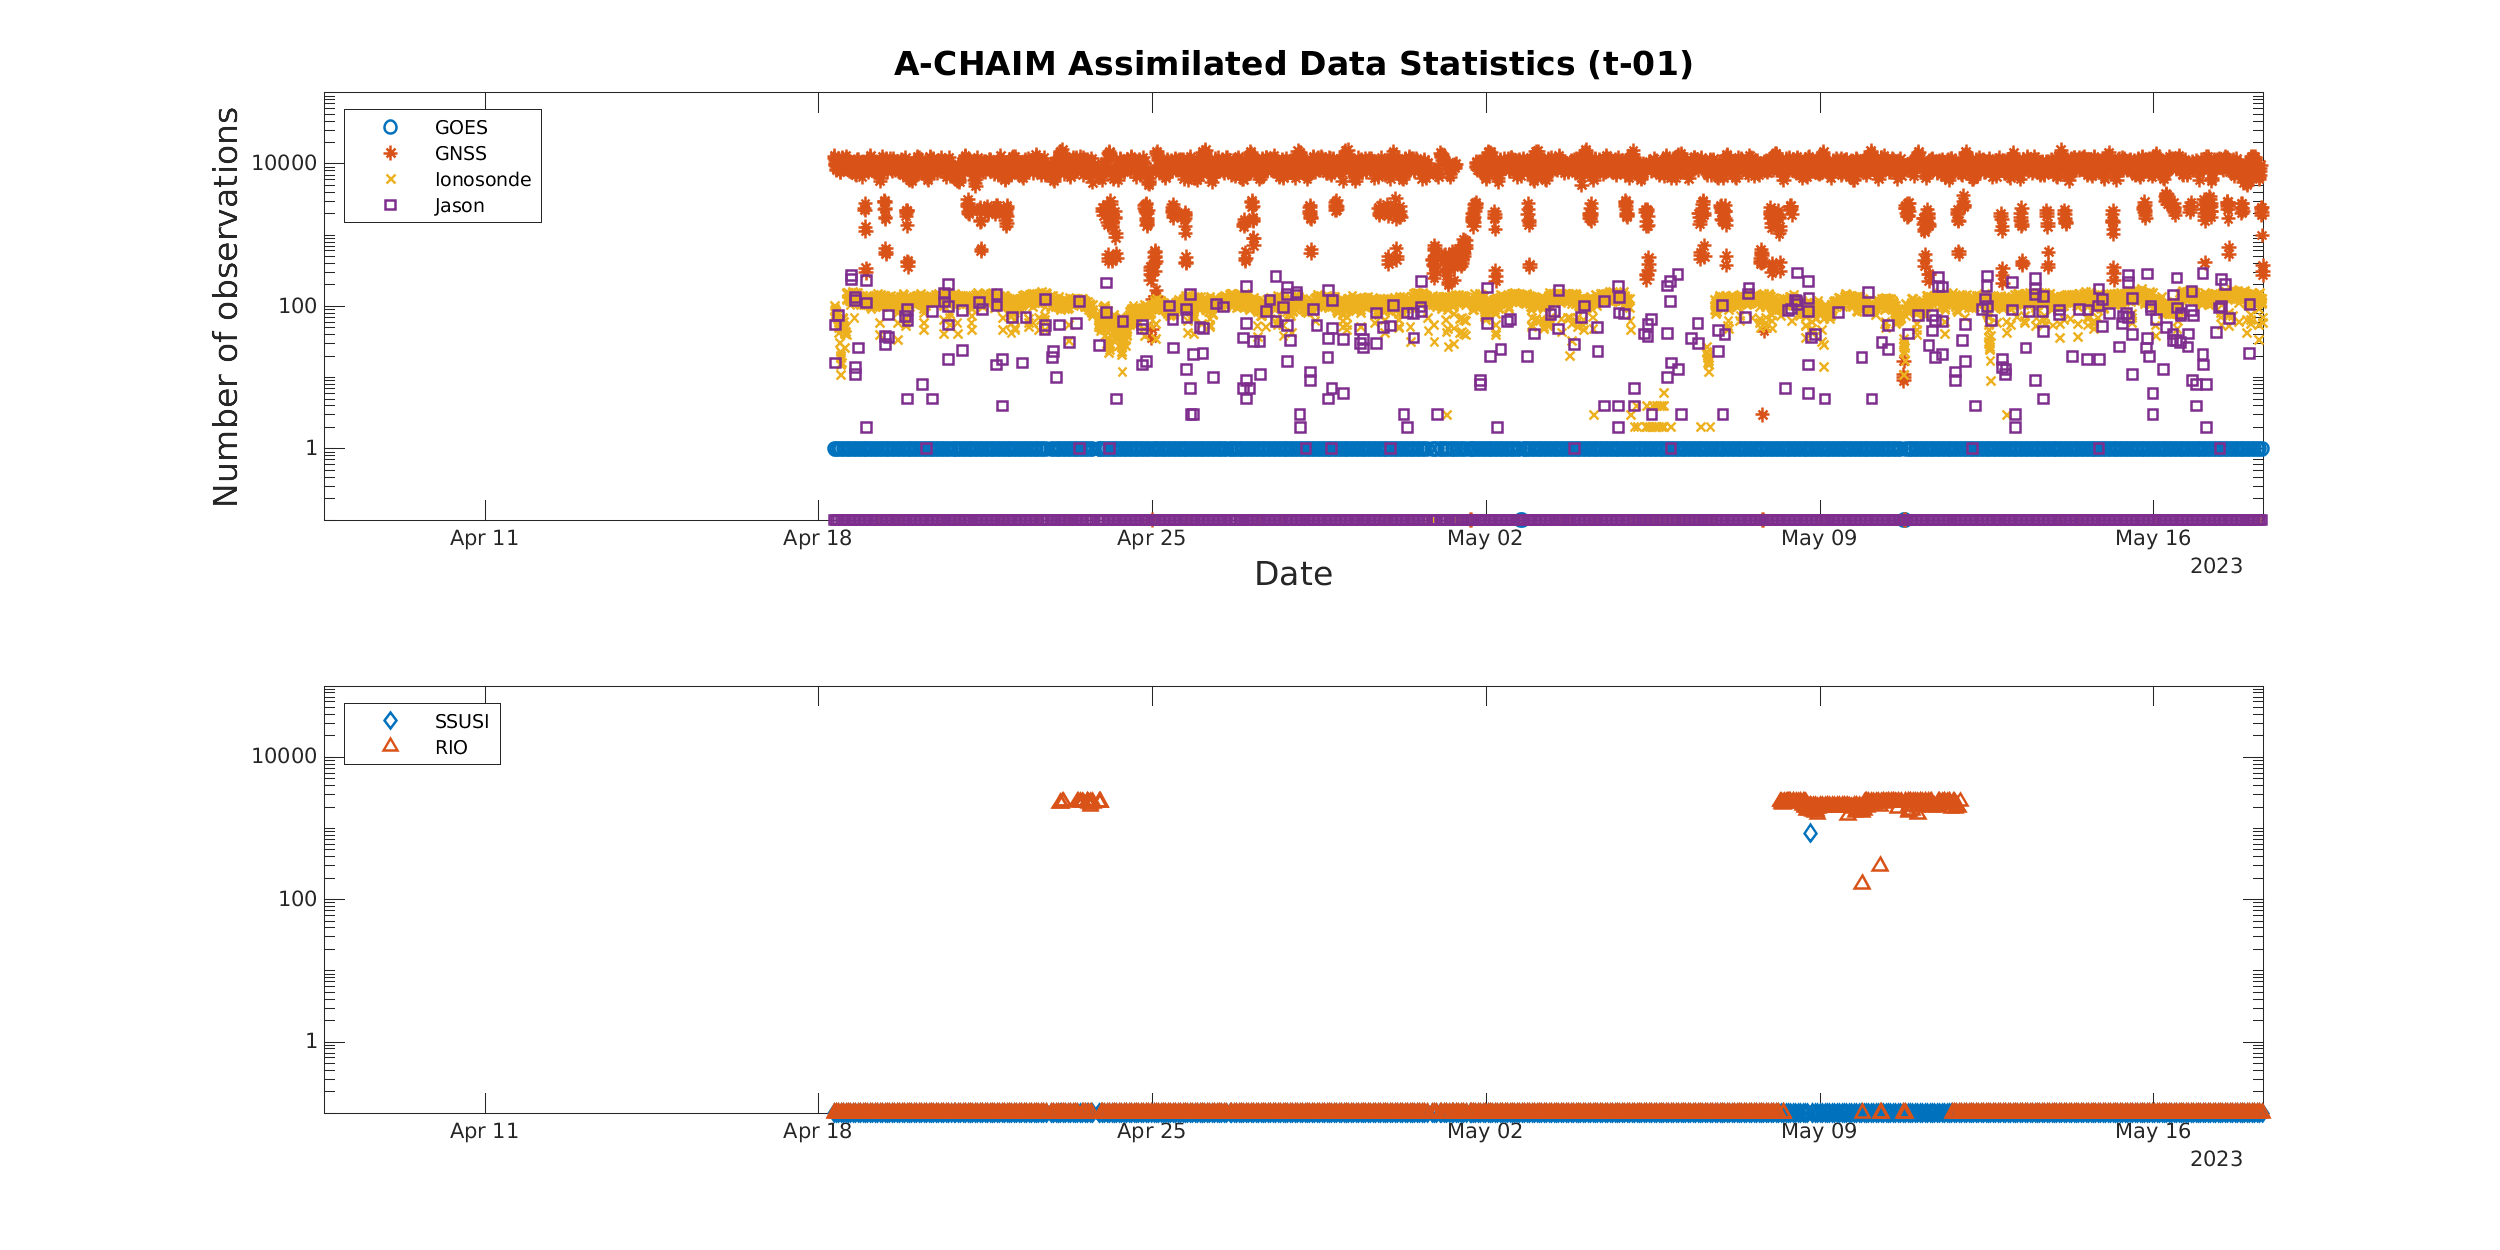 A-CHAIM Assimilated Data Statistics (t-01)
Number of observations
10000
100
1
GOES
GNSS
Ionosonde
Jason
Apr 11
Apr 18
Apr 25
May 02
May 09
May 16
2023
Date
10000
100
1
SSUSI
RIO
Apr 11
Apr 18
Apr 25
May 02
May 09
May 16
2023